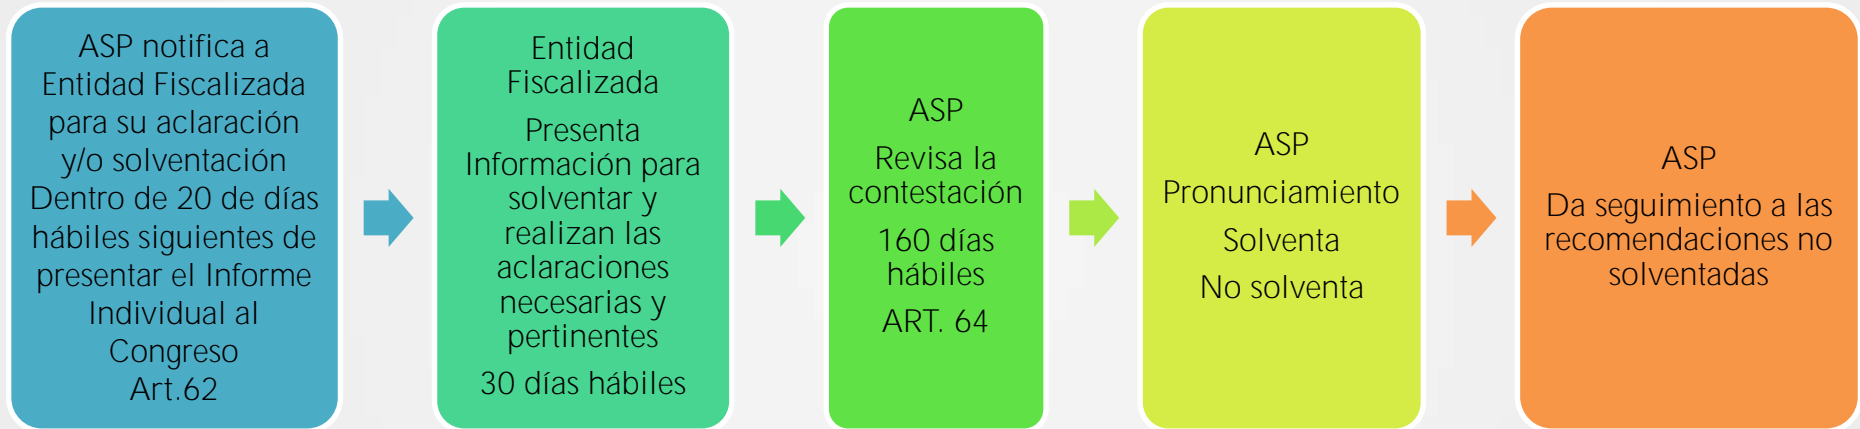 ASP notifica a
Entidad Fiscalizada
para su aclaración
y/o solventación
Dentro de 20 de días
hábiles siguientes de
presentar el Informe
Individual al
Congreso
Art.62
Entidad
Fiscalizada
Presenta
Información para
solventar y
realizan las
aclaraciones
necesarias y
pertinentes
30 días hábiles
ASP
Revisa la
contestación
160 días
hábiles
ART. 64
ASP
Pronunciamiento
Solventa
No solventa
ASP
Da seguimiento a las
recomendaciones no
solventadas